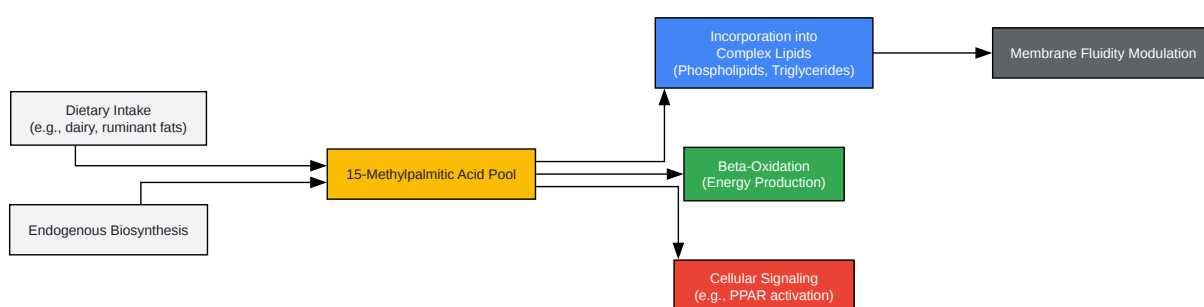 Dietary Intake
(e.g., dairy, ruminant fats)
Endogenous Biosynthesis
15-Methylpalmitic Acid Pool
Incorporation into
Complex Lipids
(Phospholipids, Triglycerides)
Membrane Fluidity Modulation
Beta-Oxidation
(Energy Production)
Cellular Signaling
(e.g., PPAR activation)